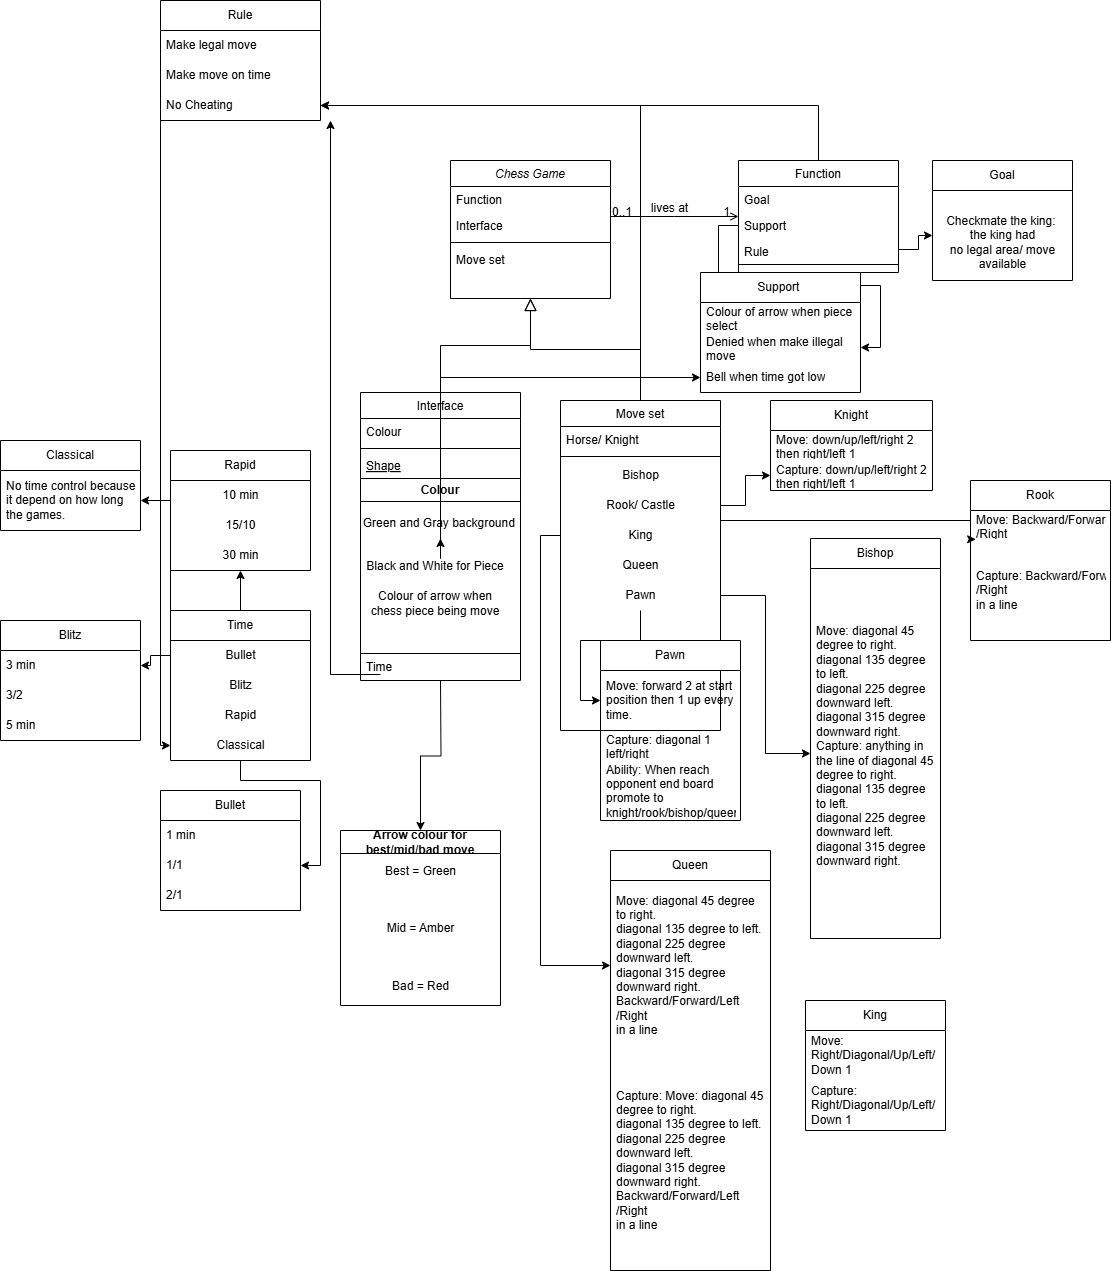 Rule
Make legal move
Make move on time
No Cheating
Chess Game
Function
Interface
Move set
0..1
lives at
1
Function
Goal
Support
Rule
Goal
Checkmate the king:
the king had
no legal area/ move
available
Support
Colour of arrow when piece
select
Denied when make illegal
move
Bell when time got low
Interface
Colour
Shape
Colour
Green and Gray background
Black and White for Piece
Colour of arrow when
chess piece being move
Time
Move set
Horse/ Knight
Bishop
Rook/ Castle
King
Queen
Pawn
Knight
Move: down/up/left/right 2
then right/left 1
Capture: down/up/left/right 2
then right/left 1
Classical
No time control because
it depend on how long
the games.
Rapid
10 min
15/10
30 min
Rook
Move: Backward/Forwar
/Right
Capture: Backward/Forw
/Right
in a line
Bishop
Move: diagonal 45
degree to right.
diagonal 135 degree
to left.
diagonal 225 degree
downward left.
diagonal 315 degree
downward right.
Capture: anything in
the line of diagonal 45
degree to right.
diagonal 135 degree
to left.
diagonal 225 degree
downward left.
diagonal 315 degree
downward right.
Blitz
3 min
3/2
5 min
Time
Bullet
Blitz
Rapid
Classical
Pawn
Move: forward 2 at start
position then 1 up every
time.
Capture: diagonal 1
left/right
Ability: When reach
opponent end board
promote to
knight/rook/bishop/queen
Bullet
1 min
1/1
2/1
Arrow colour for
best/mid/bad move
Best = Green
Mid = Amber
Bad = Red
Queen
Move: diagonal 45 degree
to right.
diagonal 135 degree to left.
diagonal 225 degree
downward left.
diagonal 315 degree
downward right.
Backward/Forward/Left
/Right
in a line
Capture: Move: diagonal 45
degree to right.
diagonal 135 degree to left.
diagonal 225 degree
downward left.
diagonal 315 degree
downward right.
Backward/Forward/Left
/Right
in a line
King
Move:
Right/Diagonal/Up/Left/
Down 1
Capture:
Right/Diagonal/Up/Left/
Down 1